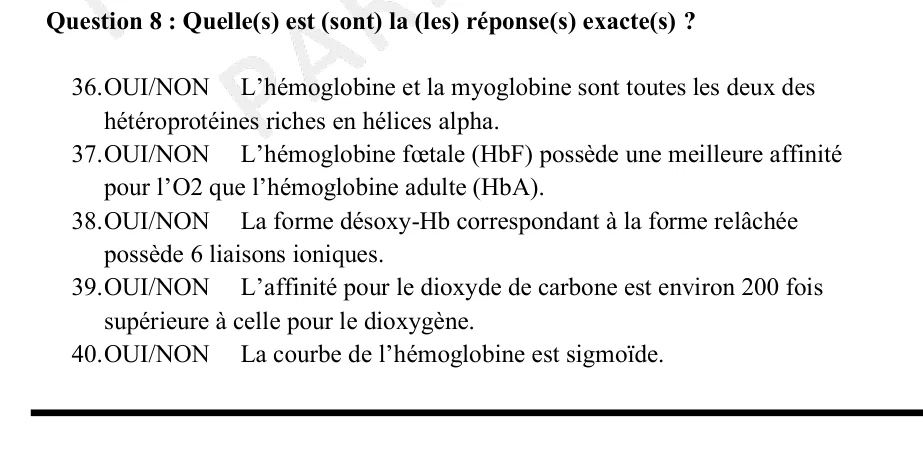 Question 8 : Quelle(s) est (sont) la (les) réponse(s) exacte(s) ?
36.OUI/NON L’hémoglobine et la myoglobine sont toutes les deux des
hétéroprotéines riches en hélices alpha.
37.OUI/NON L’hémoglobine fœtale (HbF) possède une meilleure affinité
pour l’O2 que l’hémoglobine adulte (HbA).
38.OUI/NON La forme désoxy-Hb correspondant à la forme relâchée
possède 6 liaisons ioniques.
39.OUI/NON L’affinité pour le dioxyde de carbone est environ 200 fois
supérieure à celle pour le dioxygène.
40.OUI/NON La courbe de l’hémoglobine est sigmoïde.